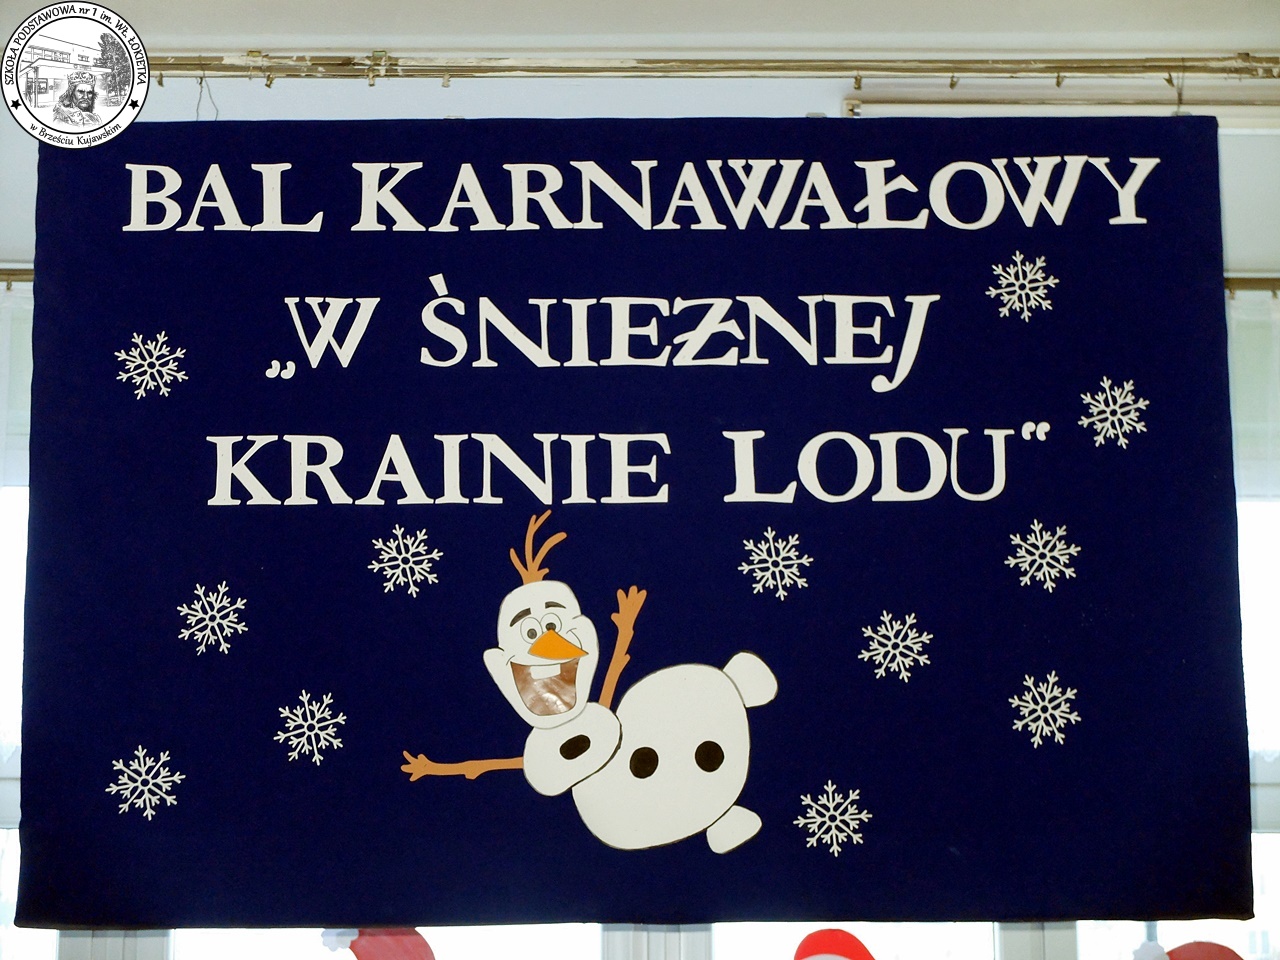 SZKOŁA PODSTAWOWA nr 1 im. WŁ. ŁOKIETKA
w Brześciu Kujawskim
BAL KARNAWAŁOWY
„W ŚNIEŻNEJ
KRAINIE LODU“